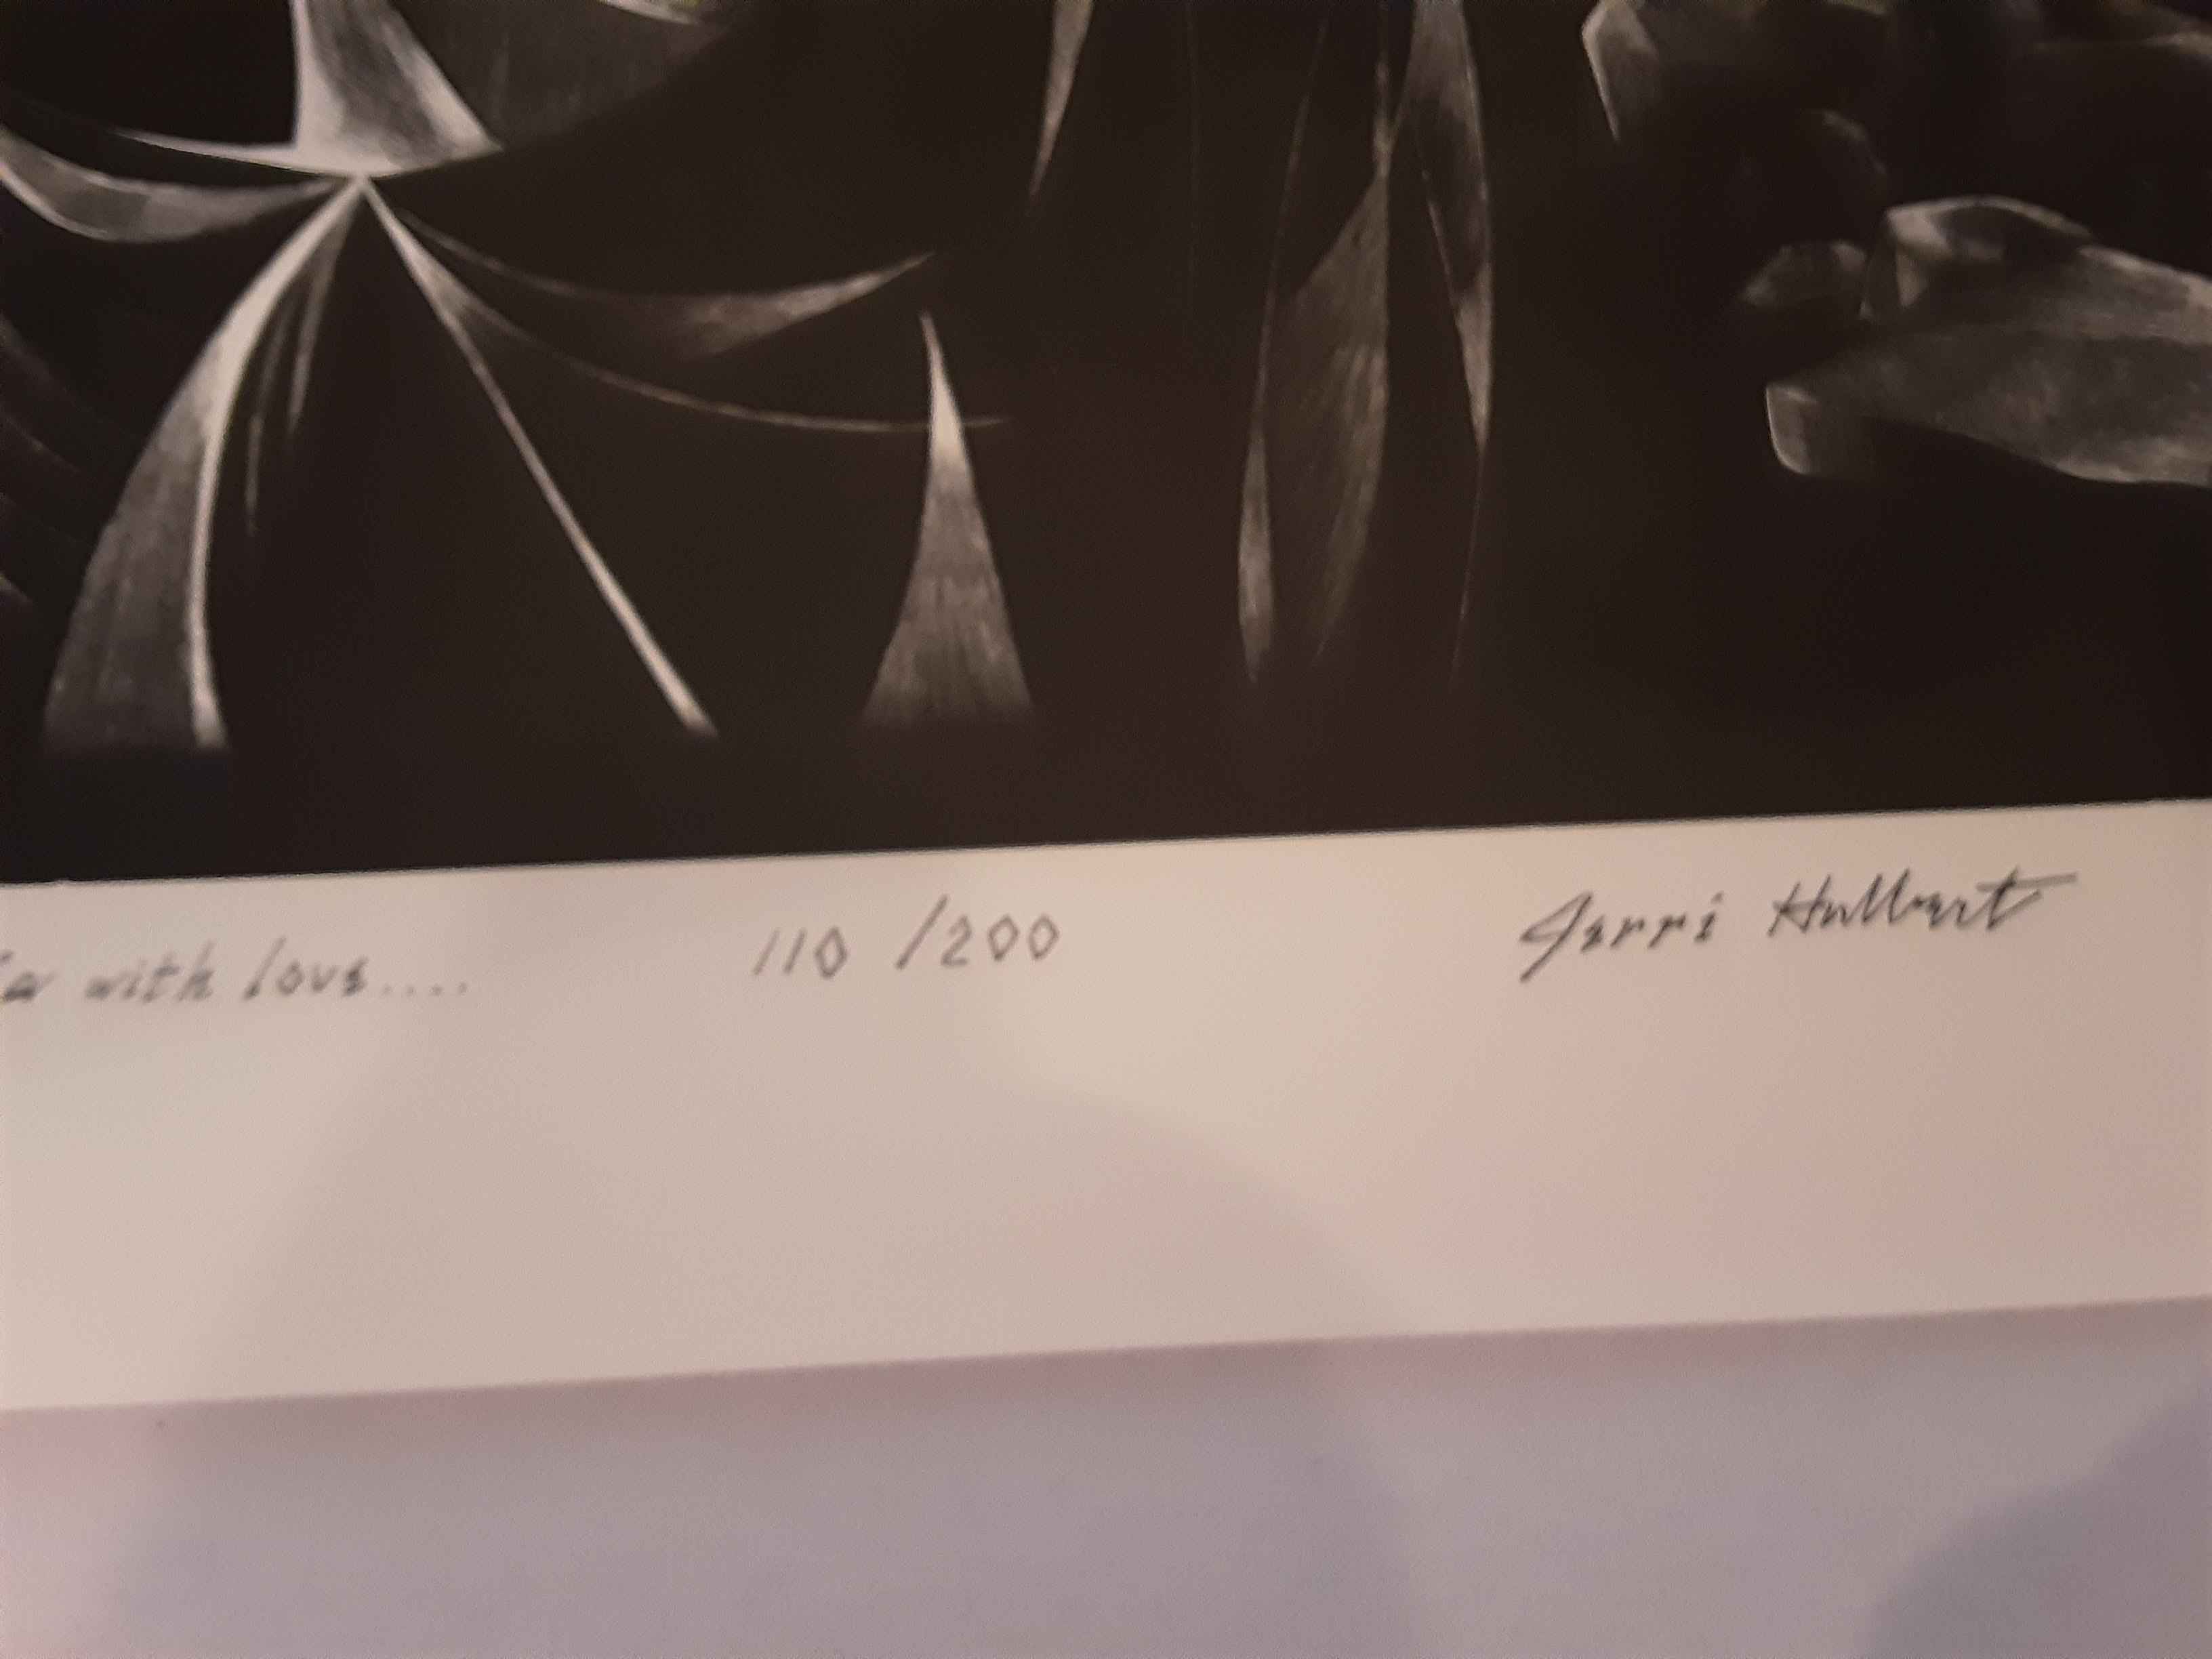 with love.... 110 /200 Jerri Hulbert